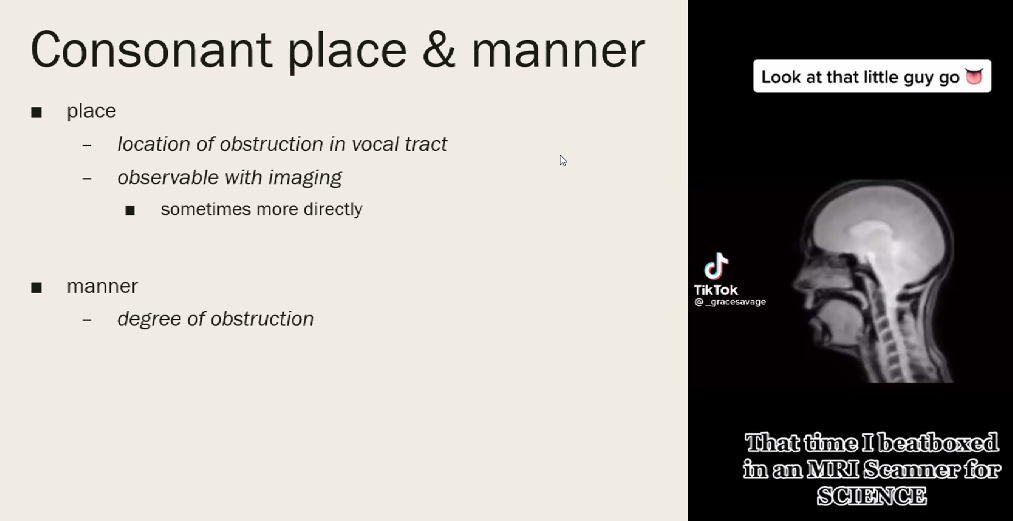 Consonant place & manner
■ place
– location of obstruction in vocal tract
– observable with imaging
■ sometimes more directly
■ manner
– degree of obstruction
Look at that little guy go 👅
TikTok
@_gracesavage
That time I beatboxed
in an MRI Scanner for
SCIENCE